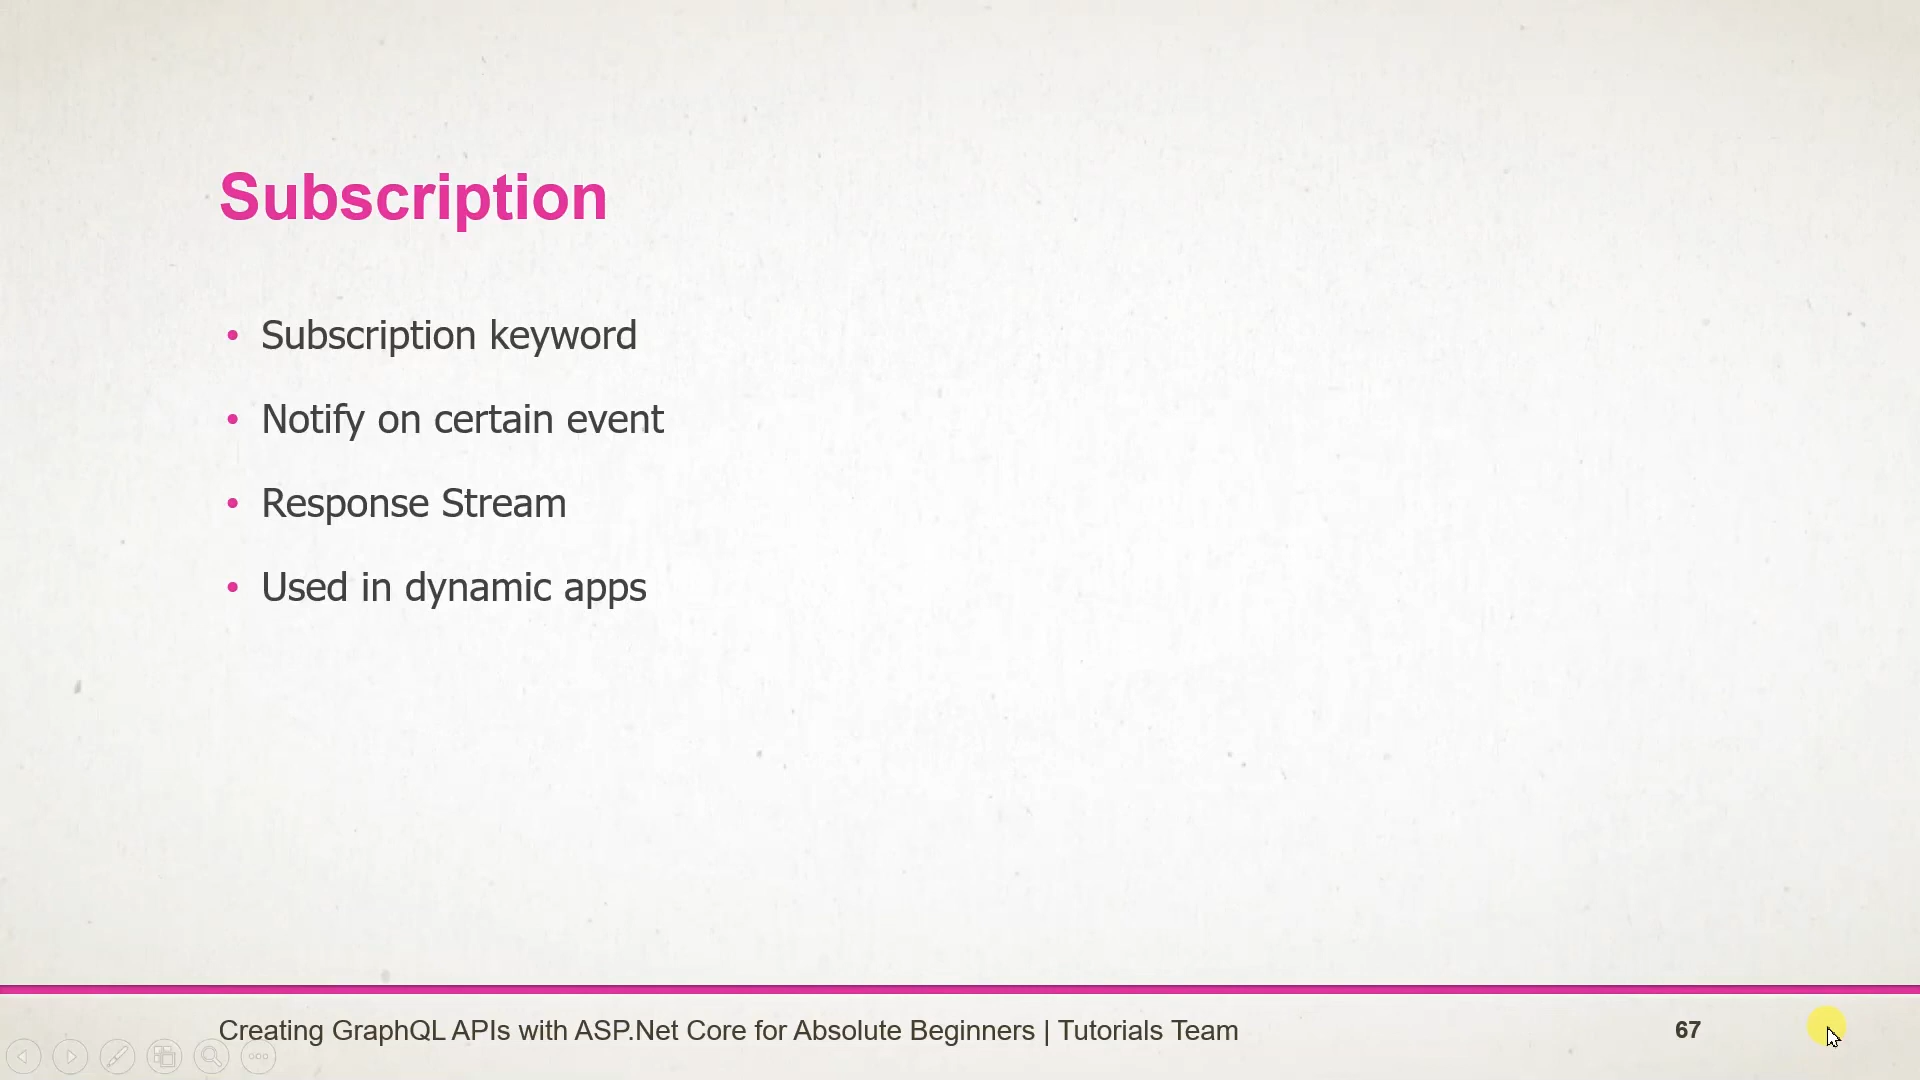 Subscription
• Subscription keyword
• Notify on certain event
• Response Stream
• Used in dynamic apps
Creating GraphQL APIs with ASP.Net Core for Absolute Beginners | Tutorials Team
67